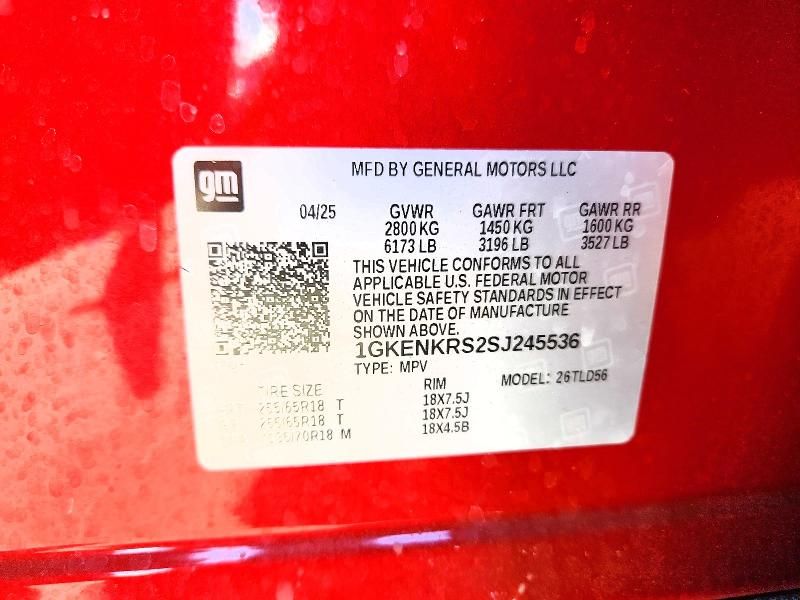 gm
MFD BY GENERAL MOTORS LLC
04/25 GVWR GAWR FRT GAWR RR
2800 KG 1450 KG 1600 KG
6173 LB 3196 LB 3527 LB
THIS VEHICLE CONFORMS TO ALL
APPLICABLE U.S. FEDERAL MOTOR
VEHICLE SAFETY STANDARDS IN EFFECT
ON THE DATE OF MANUFACTURE
SHOWN ABOVE.
1GKENKRS2SJ245536
TYPE: MPV MODEL: 26TLD56
TIRE SIZE RIM
255/65R18 T 18X7.5J
255/65R18 T 18X7.5J
135/70R18 M 18X4.5B